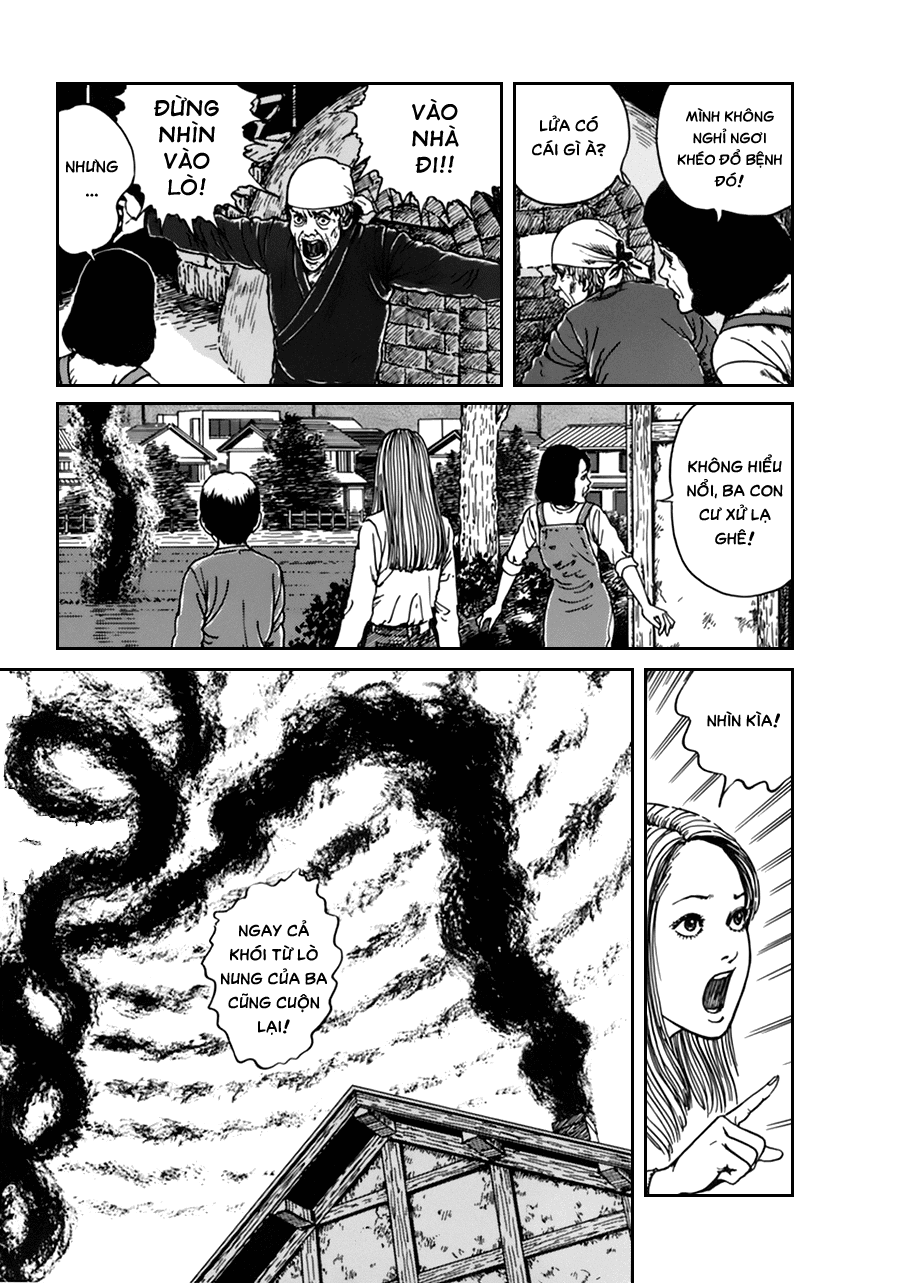 MÌNH KHÔNG
NGHỈ NGƠI
KHÉO ĐỔ BỆNH
ĐÓ!
LỬA CÓ
CÁI GÌ À?
VÀO
NHÀ
ĐI!!
ĐỪNG
NHÌN
VÀO
LÒ!
NHƯNG
...
KHÔNG HIỂU
NỔI, BA CON
CƯ XỬ LẠ
GHÊ!
NHÌN KÌA!
NGAY CẢ
KHÓI TỪ LÒ
NUNG CỦA BA
CŨNG CUỘN
LẠI!